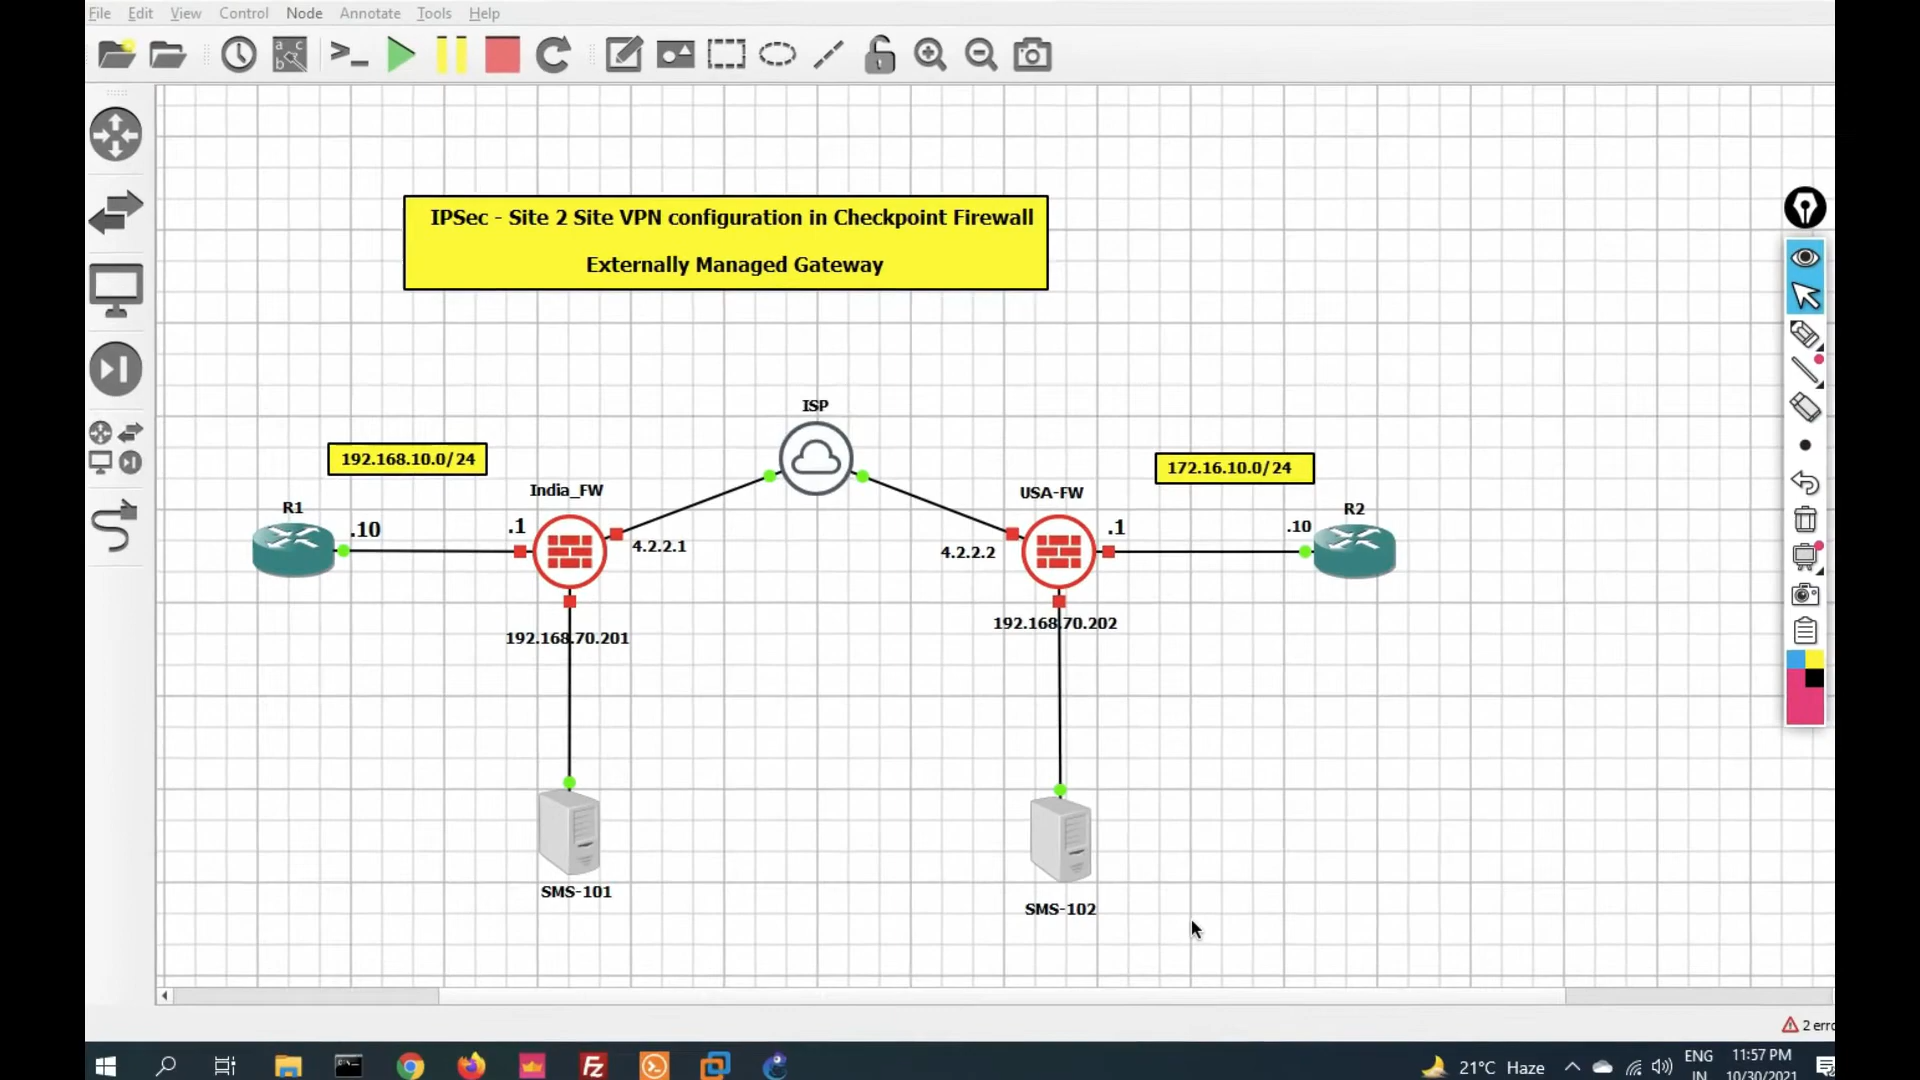 File Edit View Control Node Annotate Tools Help
IPSec - Site 2 Site VPN configuration in Checkpoint Firewall
Externally Managed Gateway
ISP
192.168.10.0/24
172.16.10.0/24
India_FW
USA-FW
R1
R2
.10
.1
4.2.2.1
4.2.2.2
.1
.10
192.168.70.201
192.168.70.202
SMS-101
SMS-102
2 erro
21°C Haze
ENG
IN
11:57 PM
10/30/2021